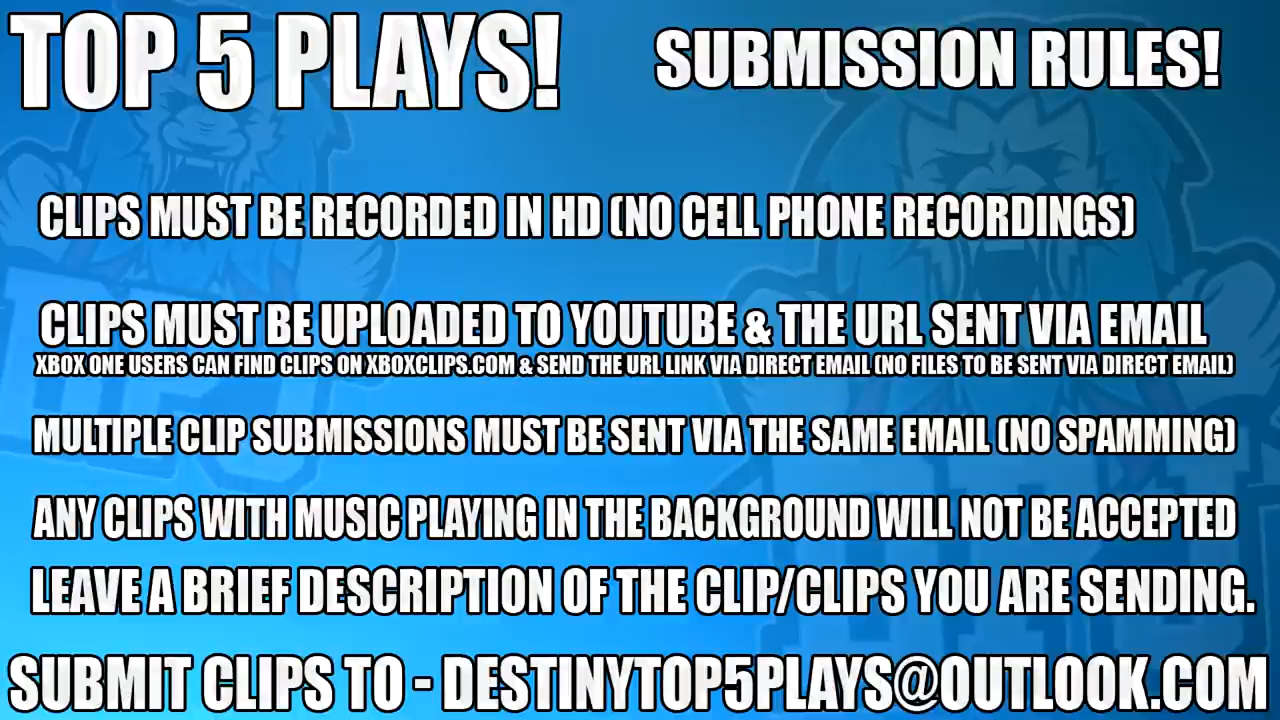 TOP 5 PLAYS!
SUBMISSION RULES!
CLIPS MUST BE RECORDED IN HD (NO CELL PHONE RECORDINGS)
CLIPS MUST BE UPLOADED TO YOUTUBE & THE URL SENT VIA EMAIL
XBOX ONE USERS CAN FIND CLIPS ON XBOXCLIPS.COM & SEND THE URL LINK VIA DIRECT EMAIL (NO FILES TO BE SENT VIA DIRECT EMAIL)
MULTIPLE CLIP SUBMISSIONS MUST BE SENT VIA THE SAME EMAIL (NO SPAMMING)
ANY CLIPS WITH MUSIC PLAYING IN THE BACKGROUND WILL NOT BE ACCEPTED
LEAVE A BRIEF DESCRIPTION OF THE CLIP/CLIPS YOU ARE SENDING.
SUBMIT CLIPS TO - DESTINYTOP5PLAYS@OUTLOOK.COM